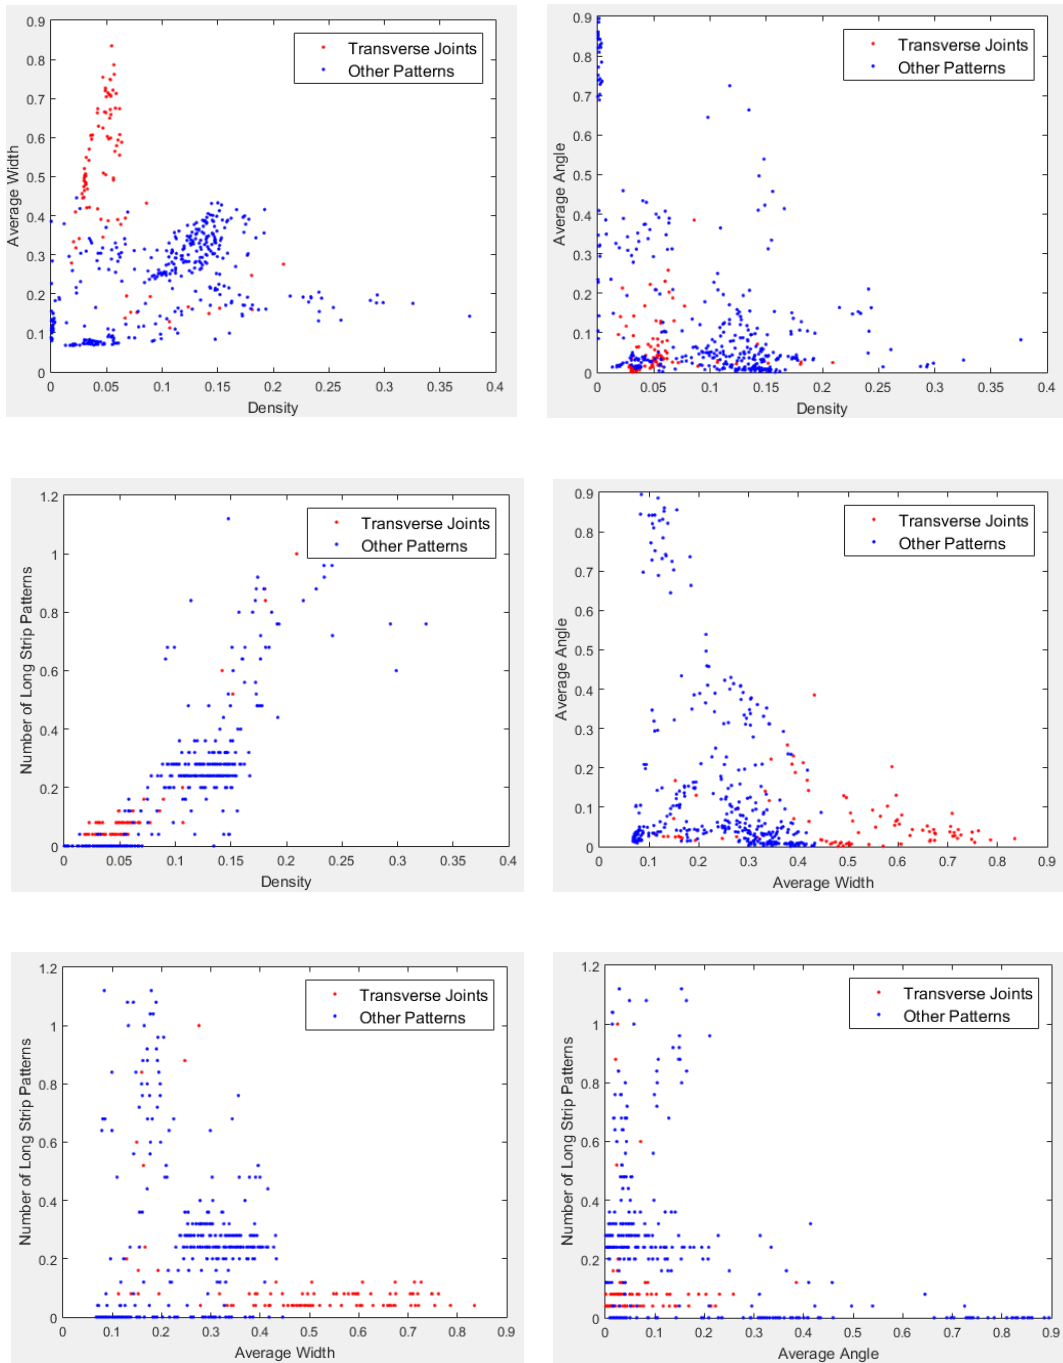 0.9
0.8
0.7
0.6
0.5
0.4
0.3
0.2
0.1
0
Average Width
Transverse Joints
Other Patterns
0 0.05 0.1 0.15 0.2 0.25 0.3 0.35 0.4
Density
0.9
0.8
0.7
0.6
0.5
0.4
0.3
0.2
0.1
0
Average Angle
Transverse Joints
Other Patterns
0 0.05 0.1 0.15 0.2 0.25 0.3 0.35 0.4
Density
1.2
1
0.8
0.6
0.4
0.2
0
Number of Long Strip Patterns
Transverse Joints
Other Patterns
0 0.05 0.1 0.15 0.2 0.25 0.3 0.35 0.4
Density
0.9
0.8
0.7
0.6
0.5
0.4
0.3
0.2
0.1
0
Average Angle
Transverse Joints
Other Patterns
0 0.1 0.2 0.3 0.4 0.5 0.6 0.7 0.8 0.9
Average Width
1.2
1
0.8
0.6
0.4
0.2
0
Number of Long Strip Patterns
Transverse Joints
Other Patterns
0 0.1 0.2 0.3 0.4 0.5 0.6 0.7 0.8 0.9
Average Width
1.2
1
0.8
0.6
0.4
0.2
0
Number of Long Strip Patterns
Transverse Joints
Other Patterns
0 0.1 0.2 0.3 0.4 0.5 0.6 0.7 0.8 0.9
Average Angle